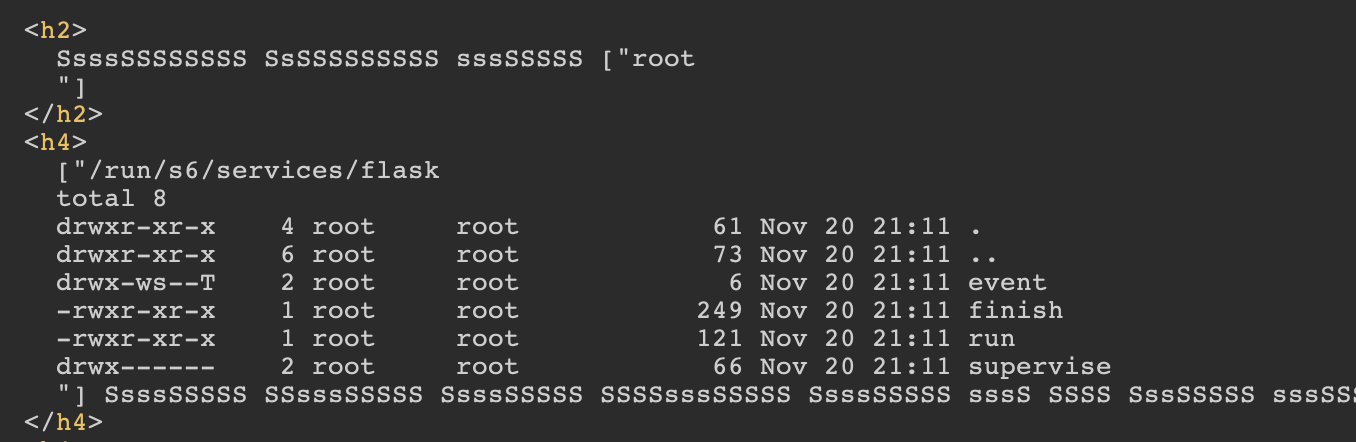 <h2>
SsssSSSSSSSS SsSSSSSSSSS sssSSSSS ["root
"]
</h2>
<h4>
["/run/s6/services/flask
total 8
drwxr-xr-x    4 root     root            61 Nov 20 21:11 .
drwxr-xr-x    6 root     root            73 Nov 20 21:11 ..
drwx-ws--T    2 root     root             6 Nov 20 21:11 event
-rwxr-xr-x    1 root     root           249 Nov 20 21:11 finish
-rwxr-xr-x    1 root     root           121 Nov 20 21:11 run
drwx------    2 root     root            66 Nov 20 21:11 supervise
"] SsssSSSSS SSsssSSSSSS SsssSSSSS SSSSsssSSSSS SsssSSSSS sssS SSSS SssSSSSS
</h4>